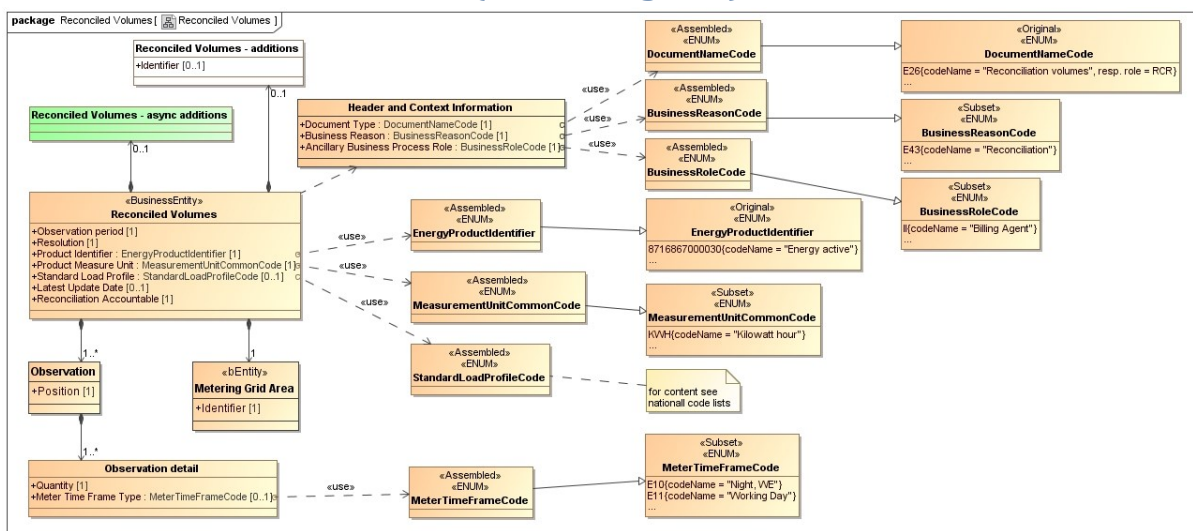 package Reconciled Volumes [ Reconciled Volumes ]
Reconciled Volumes - additions
+Identifier [0..1]
0..1
Reconciled Volumes - async additions
0..1
Header and Context Information
+Document Type : DocumentNameCode [1]
+Business Reason : BusinessReasonCode [1]
+Ancillary Business Process Role : BusinessRoleCode [1]
«use»
«use»
«use»
«Assembled»
«ENUM»
DocumentNameCode
«Original»
«ENUM»
DocumentNameCode
E26{codeName = "Reconciliation volumes", resp. role = RCR}
...
«Assembled»
«ENUM»
BusinessReasonCode
«Subset»
«ENUM»
BusinessReasonCode
E43{codeName = "Reconciliation"}
...
«Assembled»
«ENUM»
BusinessRoleCode
«Subset»
«ENUM»
BusinessRoleCode
II{codeName = "Billing Agent"}
...
«BusinessEntity»
Reconciled Volumes
+Observation period [1]
+Resolution [1]
+Product Identifier : EnergyProductIdentifier [1]
+Product Measure Unit : MeasurementUnitCommonCode [1]
+Standard Load Profile : StandardLoadProfileCode [0..1]
+Latest Update Date [0..1]
+Reconciliation Accountable [1]
«use»
«use»
«use»
«Assembled»
«ENUM»
EnergyProductIdentifier
«Original»
«ENUM»
EnergyProductIdentifier
8716867000030{codeName = "Energy active"}
...
«Assembled»
«ENUM»
MeasurementUnitCommonCode
«Subset»
«ENUM»
MeasurementUnitCommonCode
KWH{codeName = "Kilowatt hour"}
...
«Assembled»
«ENUM»
StandardLoadProfileCode
for content see
nationall code lists
1..*
1
Observation
+Position [1]
«bEntity»
Metering Grid Area
+Identifier [1]
1..*
Observation detail
+Quantity [1]
+Meter Time Frame Type : MeterTimeFrameCode [0..1]
«use»
«Assembled»
«ENUM»
MeterTimeFrameCode
«Subset»
«ENUM»
MeterTimeFrameCode
E10{codeName = "Night, WE"}
E11{codeName = "Working Day"}
...